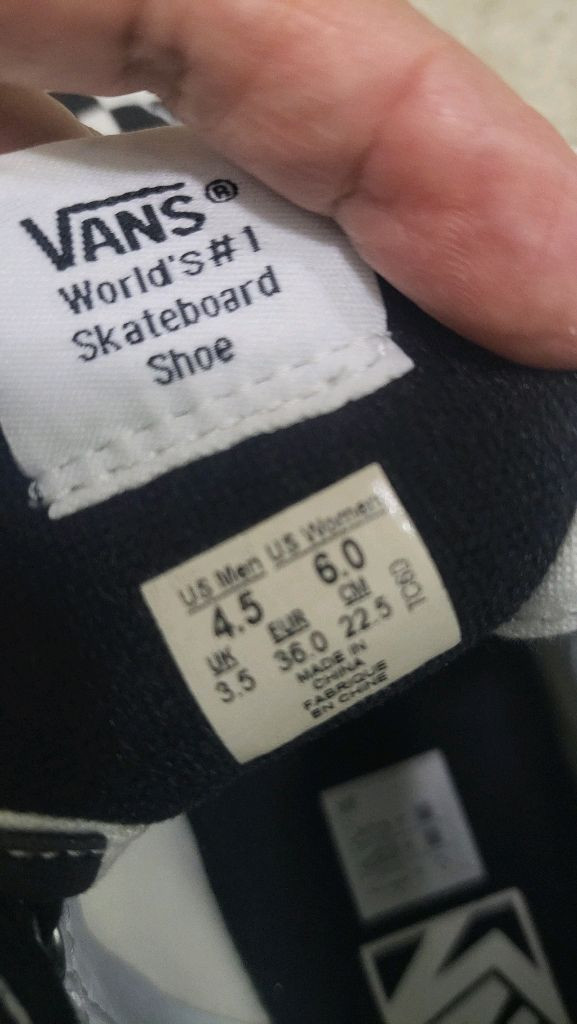 VANS®
World's #1
Skateboard
Shoe
US Men US Women
4.5 6.0
UK EUR CM
3.5 36.0 22.5
MADE IN
CHINA
FABRIQUE
EN CHINE